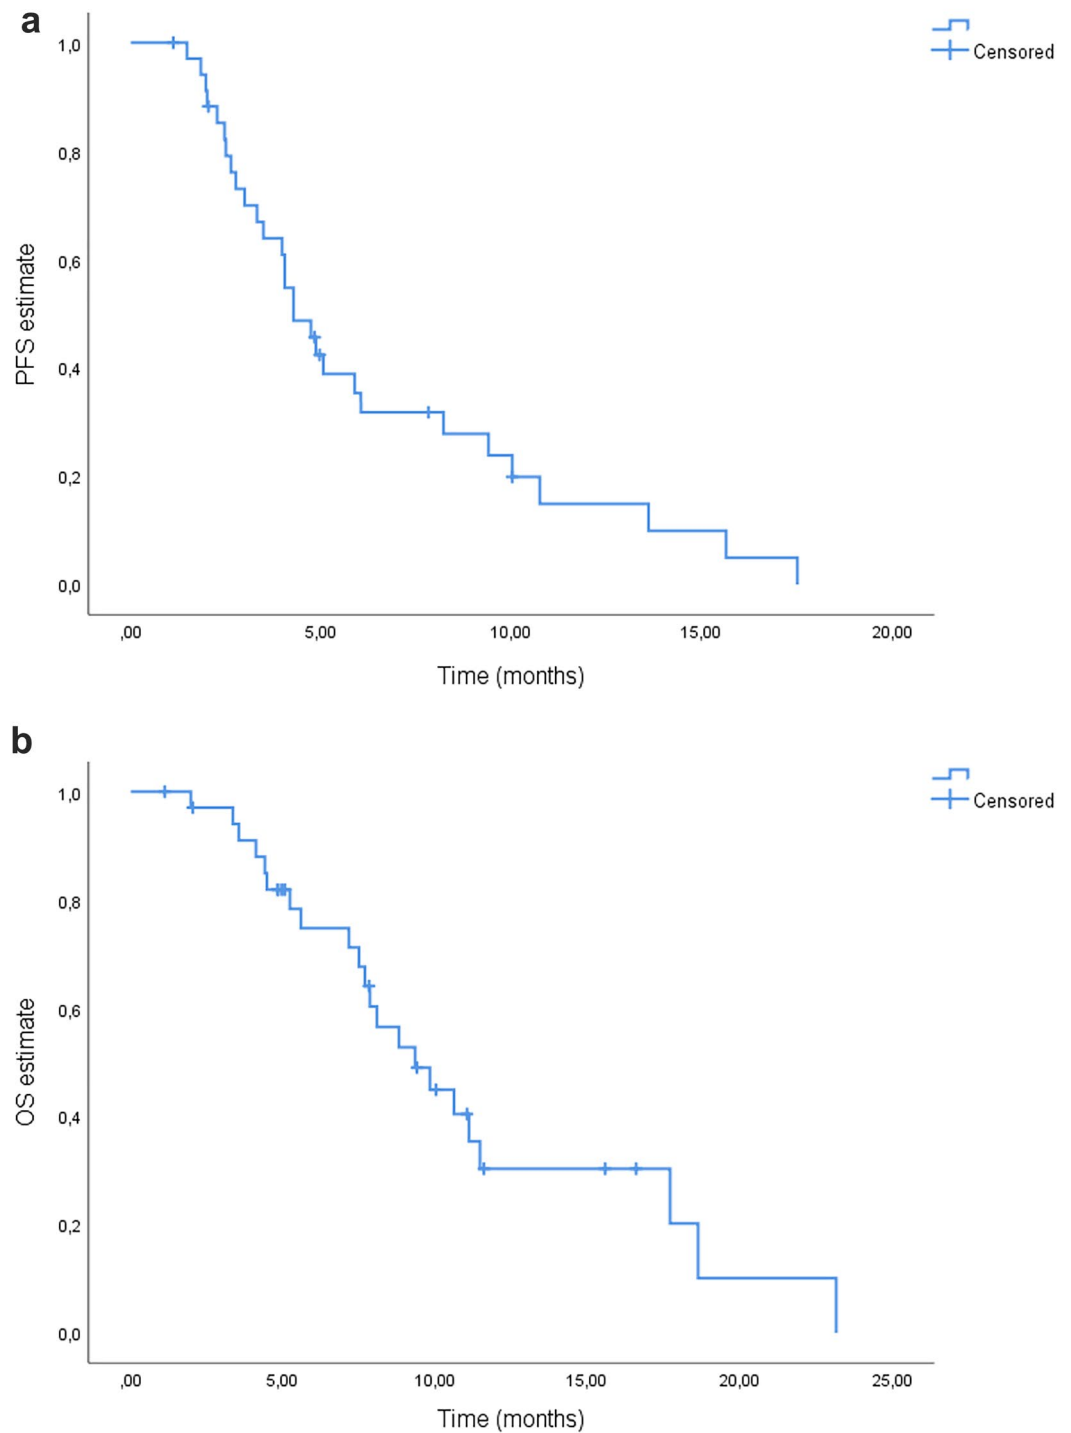 a
Censored
1,0
0,8
0,6
0,4
0,2
0,0
PFS estimate
,00 5,00 10,00 15,00 20,00
Time (months)
b
Censored
1,0
0,8
0,6
0,4
0,2
0,0
OS estimate
,00 5,00 10,00 15,00 20,00 25,00
Time (months)